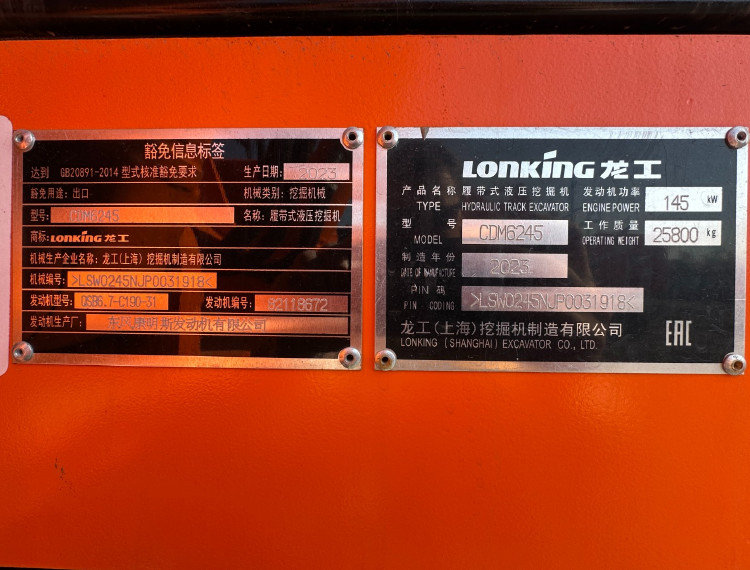 豁免信息标签
达到 GB20891-2014 型式核准豁免要求 生产日期: 2023
豁免用途: 出口 机械类别: 挖掘机械
型号: CDM6245 名称: 履带式液压挖掘机
商标: LONKING 龙工
机械生产企业名称: 龙工(上海)挖掘机制造有限公司
机械编号: >LSW0245NJP0031918<
发动机型号: QSB6.7-C190-31 发动机编号: 92118672
发动机生产厂: 东风康明斯发动机有限公司
LONKING 龙工
产品名称 履带式液压挖掘机 发动机功率
TYPE HYDRAULIC TRACK EXCAVATOR ENGINE POWER 145 kW
型号 工作质量
MODEL CDM6245 OPERATING WEIGHT 25800 kg
制造年份
DATE OF MANUFACTURE 2023
PIN 码
PIN CODING >LSW0245NJP0031918<
龙工(上海)挖掘机制造有限公司
LONKING (SHANGHAI) EXCAVATOR CO., LTD.
EAC